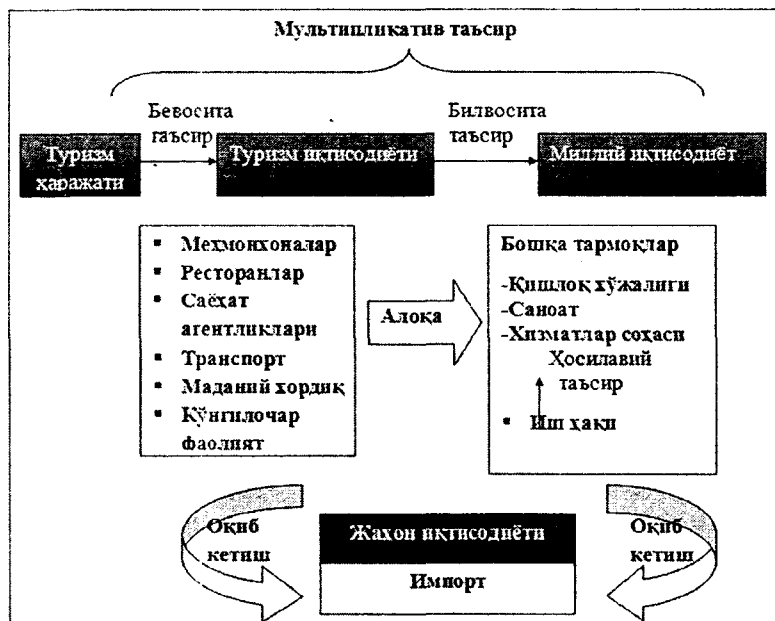 Мультипликатив таъсир
Бевосита
таъсир
Билвосита
таъсир
Туризм
харажати
Туризм иқтисодиёти
Миллий иқтисодиёт
▪ Меҳмонхоналар
▪ Ресторанлар
▪ Саёҳат
агентликлари
▪ Транспорт
▪ Маданий хордиқ
▪ Кўнгилочар
фаолият
Алоқа
Бошқа тармоқлар
-Қишлоқ хўжалиги
-Саноат
-Хизматлар соҳаси
Ҳосилавий
таъсир
▪ Иш ҳақи
Оқиб
кетиш
Жахон иқтисодиёти
Импорт
Оқиб
кетиш